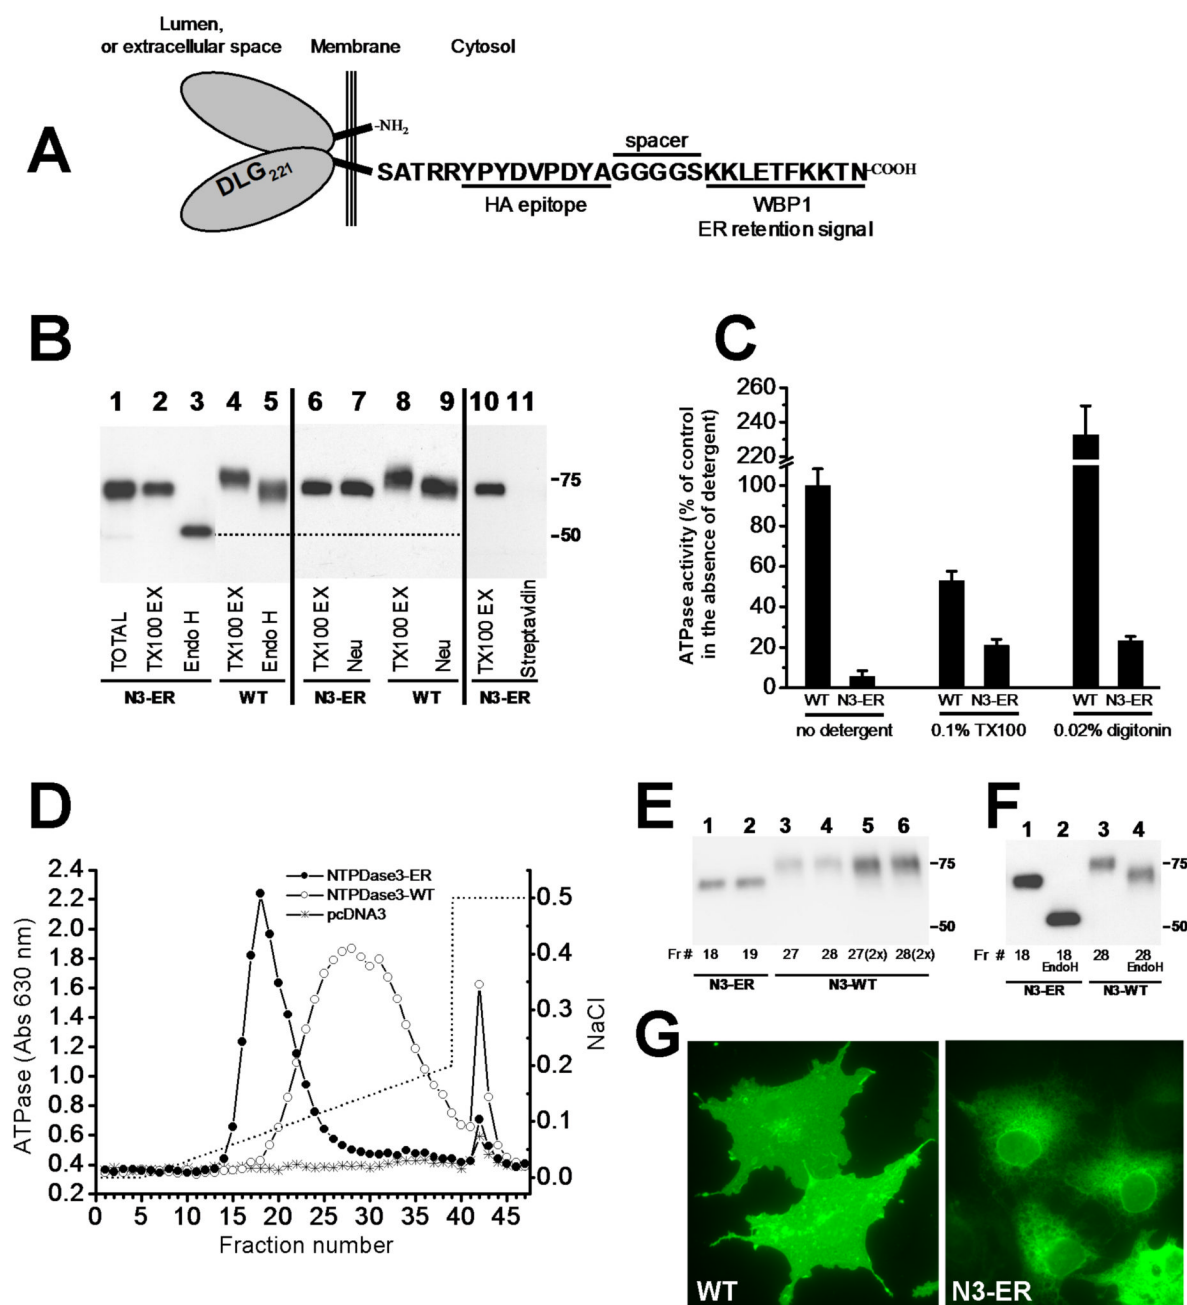 Lumen,
or extracellular space Membrane Cytosol
A
-NH2
DLG221
spacer
SATRRYPYDVPDYAGGGGSKKLETFKKTN-COOH
HA epitope WBP1
ER retention signal
B
1 2 3 4 5 6 7 8 9 10 11
-75
-50
TOTAL
TX100 EX
Endo H
TX100 EX
Endo H
TX100 EX
Neu
TX100 EX
Neu
TX100 EX
Streptavidin
N3-ER WT N3-ER WT N3-ER
C
ATPase activity (% of control
in the absence of detergent)
260
240
220
100
80
60
40
20
0
WT N3-ER WT N3-ER WT N3-ER
no detergent 0.1% TX100 0.02% digitonin
D
NTPDase3-ER
NTPDase3-WT
pcDNA3
ATPase (Abs 630 nm)
2.4
2.2
2.0
1.8
1.6
1.4
1.2
1.0
0.8
0.6
0.4
0.2
0.5
0.4
0.3
0.2
0.1
0.0
NaCl
0 5 10 15 20 25 30 35 40 45
Fraction number
E
1 2 3 4 5 6
-75
-50
Fr # 18 19 27 28 27(2x) 28(2x)
N3-ER N3-WT
F
1 2 3 4
-75
-50
Fr # 18 18 28 28
EndoH EndoH
N3-ER N3-WT
G
WT
N3-ER